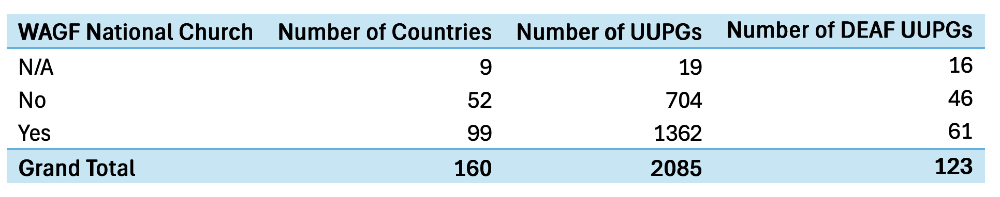 WAGF National Church Number of Countries Number of UUPGs Number of DEAF UUPGs
N/A 9 19 16
No 52 704 46
Yes 99 1362 61
Grand Total 160 2085 123